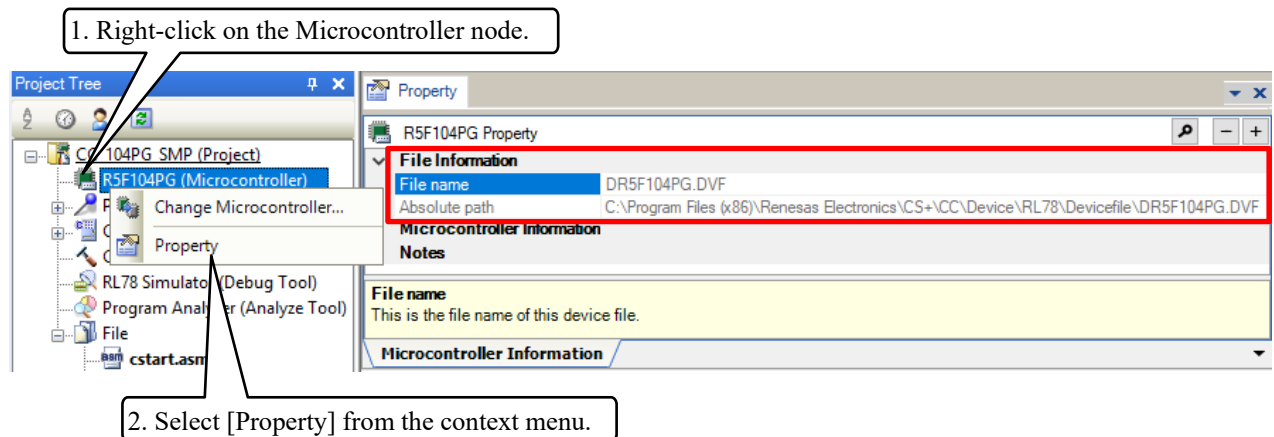 1. Right-click on the Microcontroller node.
Project Tree
CC_104PG_SMP (Project)
R5F104PG (Microcontroller)
Change Microcontroller...
Property
RL78 Simulator (Debug Tool)
Program Analyzer (Analyze Tool)
File
cstart.asm
Property
R5F104PG Property
File Information
File name DR5F104PG.DVF
Absolute path C:\Program Files (x86)\Renesas Electronics\CS+\CC\Device\RL78\Devicefile\DR5F104PG.DVF
Microcontroller Information
Notes
File name
This is the file name of this device file.
Microcontroller Information
2. Select [Property] from the context menu.